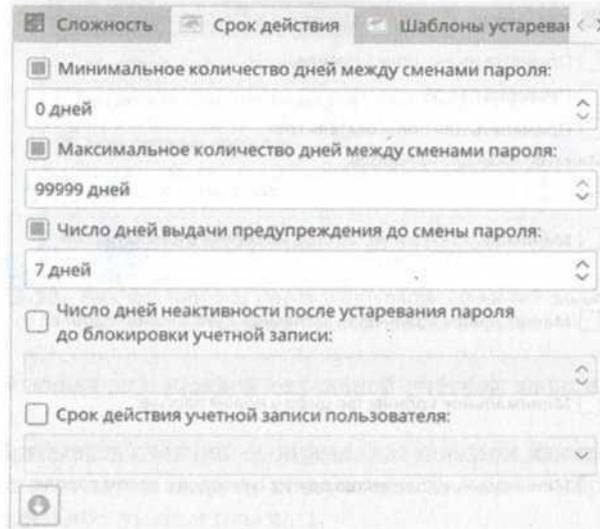 Сложность Срок действия Шаблоны устареван
Минимальное количество дней между сменами пароля:
0 дней
Максимальное количество дней между сменами пароля:
99999 дней
Число дней выдачи предупреждения до смены пароля:
7 дней
Число дней неактивности после устаревания пароля
до блокировки учетной записи:
Срок действия учетной записи пользователя: